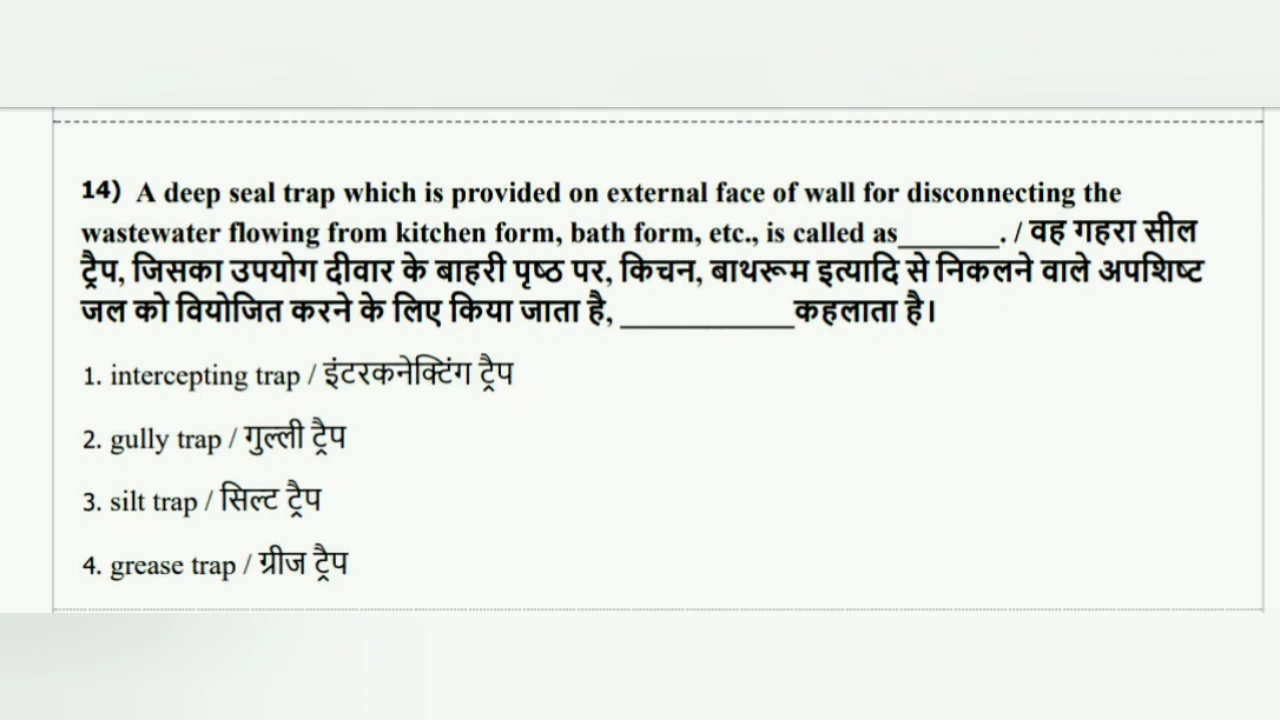 14) A deep seal trap which is provided on external face of wall for disconnecting the
wastewater flowing from kitchen form, bath form, etc., is called as_______. / वह गहरा सील
ट्रैप, जिसका उपयोग दीवार के बाहरी पृष्ठ पर, किचन, बाथरूम इत्यादि से निकलने वाले अपशिष्ट
जल को वियोजित करने के लिए किया जाता है, ____________कहलाता है।
1. intercepting trap / इंटरकनेक्टिंग ट्रैप
2. gully trap / गुल्ली ट्रैप
3. silt trap / सिल्ट ट्रैप
4. grease trap / ग्रीज ट्रैप